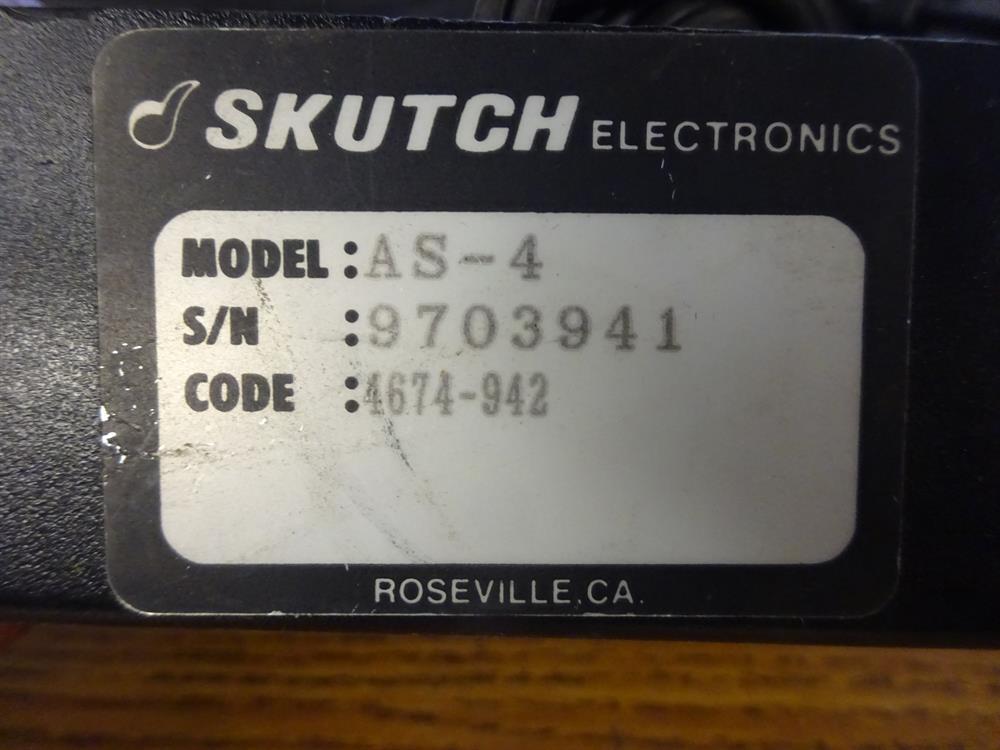 SKUTCH ELECTRONICS
MODEL : AS-4
S/N : 9703941
CODE : 4674-942
ROSEVILLE, CA.